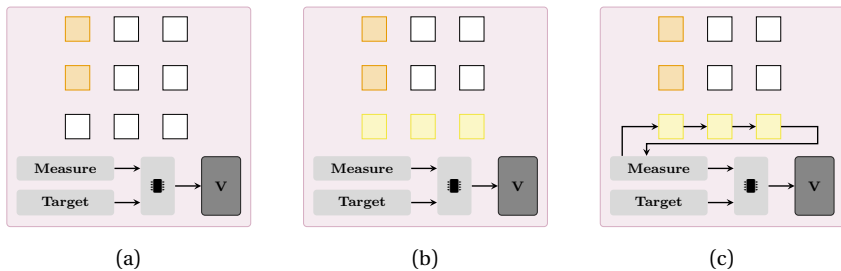 Measure
Target
V
Measure
Target
V
Measure
Target
V
(a)
(b)
(c)